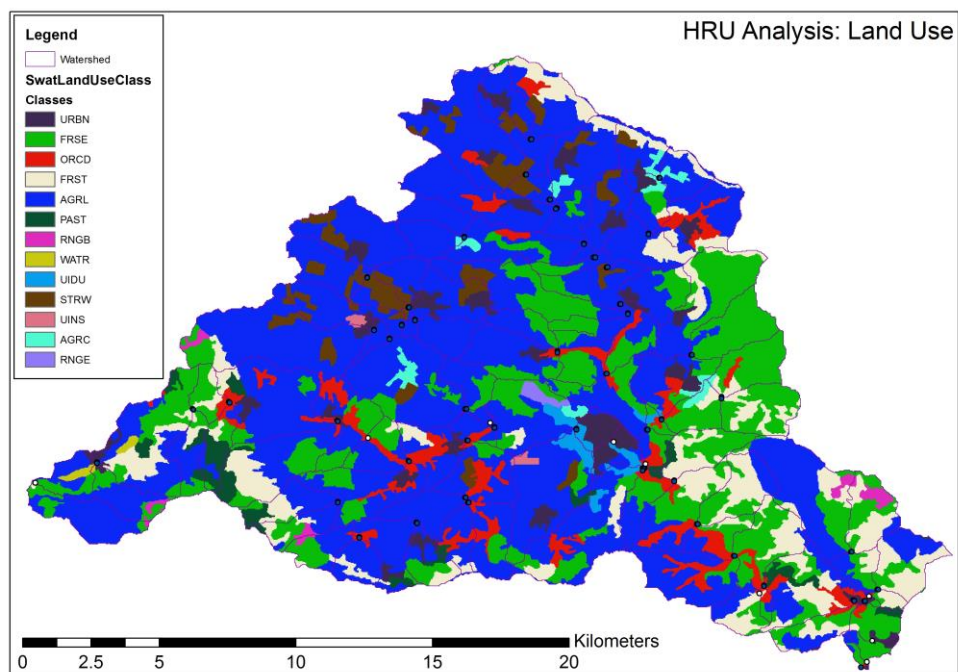 HRU Analysis: Land Use
Legend
Watershed
SwatLandUseClass
Classes
URBN
FRSE
ORCD
FRST
AGRL
PAST
RNGB
WATR
UIDU
STRW
UINS
AGRC
RNGE
Kilometers
0 2.5 5 10 15 20